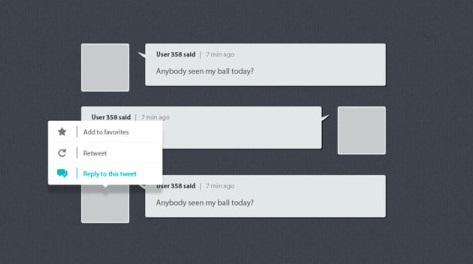 User 358 said | 7 min ago
Anybody seen my ball today?
User 358 said | 7 min ago
Add to favorites
Retweet
Reply to this tweet
User 358 said | 7 min ago
Anybody seen my ball today?